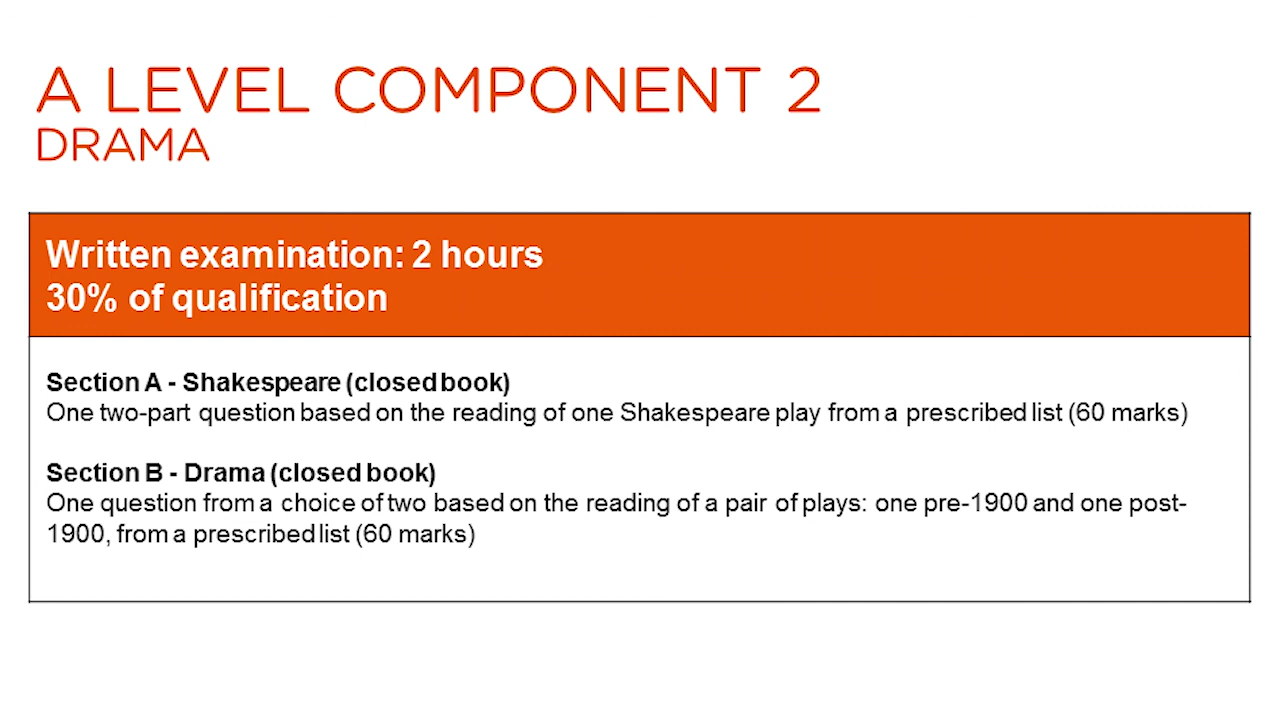 A LEVEL COMPONENT 2
DRAMA
Written examination: 2 hours
30% of qualification
Section A - Shakespeare (closed book)
One two-part question based on the reading of one Shakespeare play from a prescribed list (60 marks)
Section B - Drama (closed book)
One question from a choice of two based on the reading of a pair of plays: one pre-1900 and one post-
1900, from a prescribed list (60 marks)